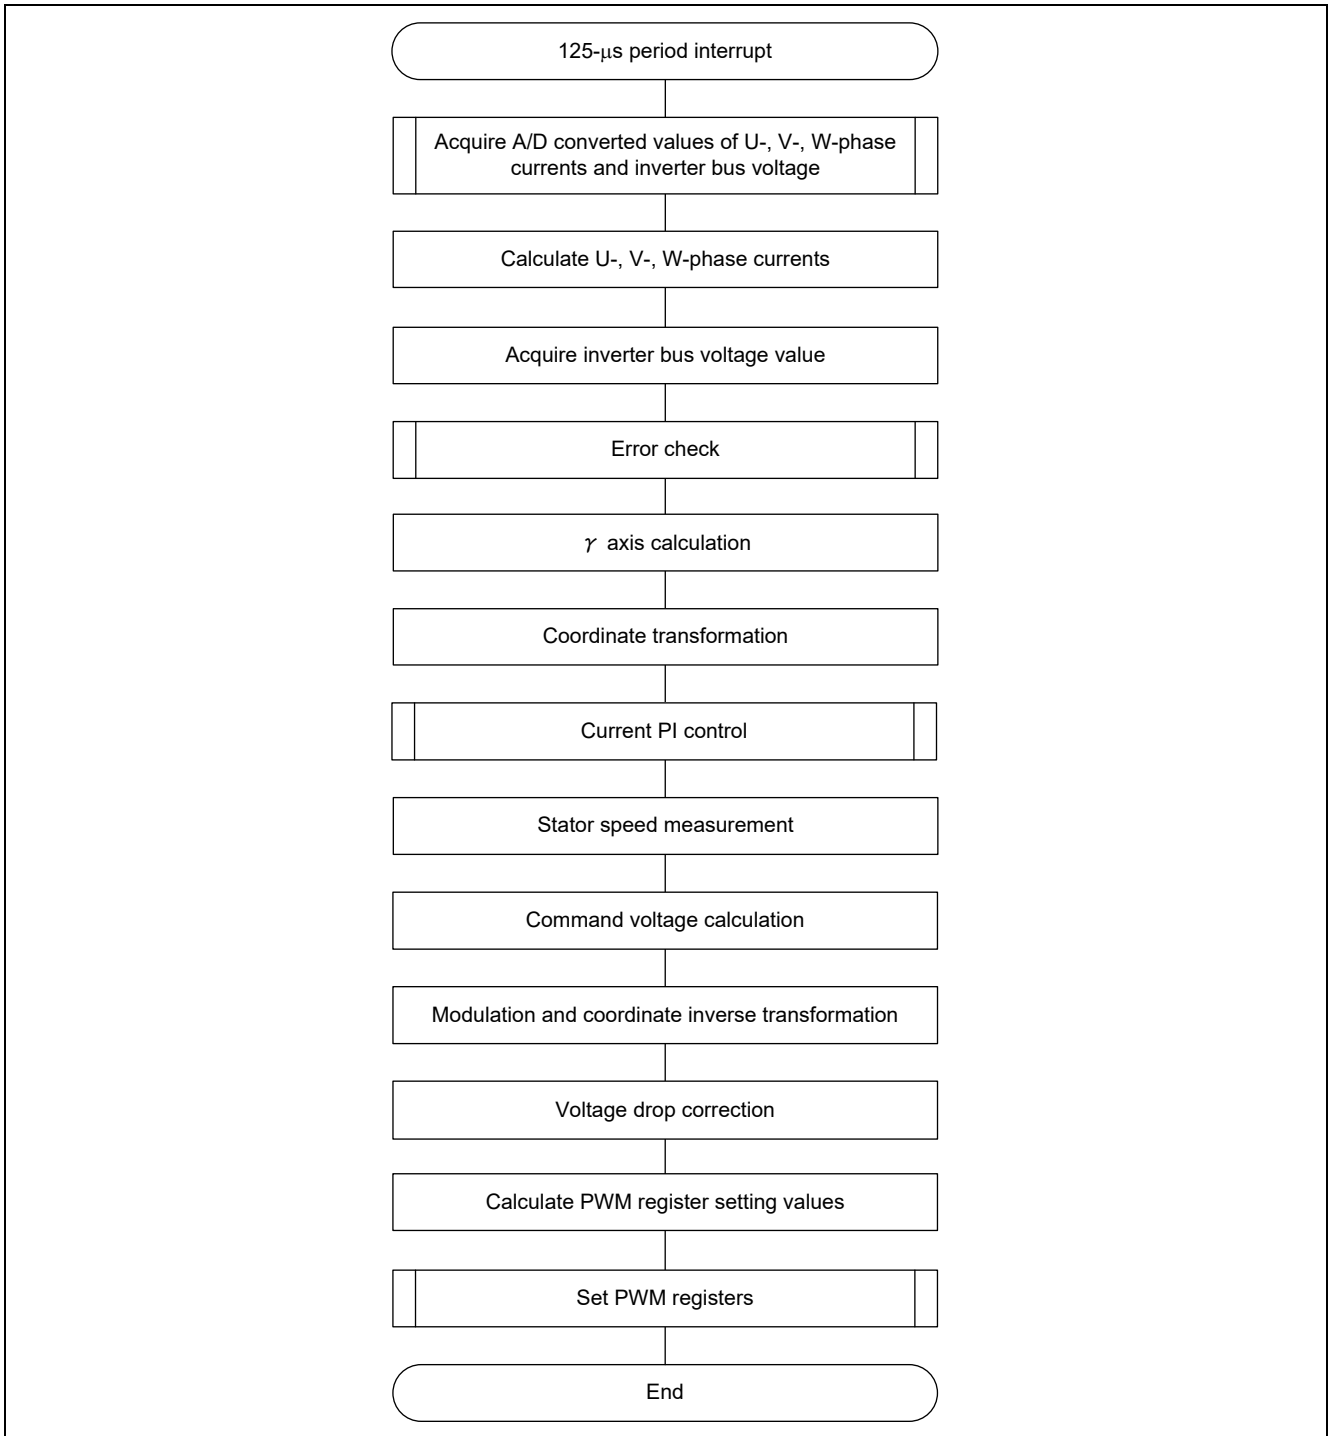 125-μs period interrupt
Acquire A/D converted values of U-, V-, W-phase
currents and inverter bus voltage
Calculate U-, V-, W-phase currents
Acquire inverter bus voltage value
Error check
γ axis calculation
Coordinate transformation
Current PI control
Stator speed measurement
Command voltage calculation
Modulation and coordinate inverse transformation
Voltage drop correction
Calculate PWM register setting values
Set PWM registers
End